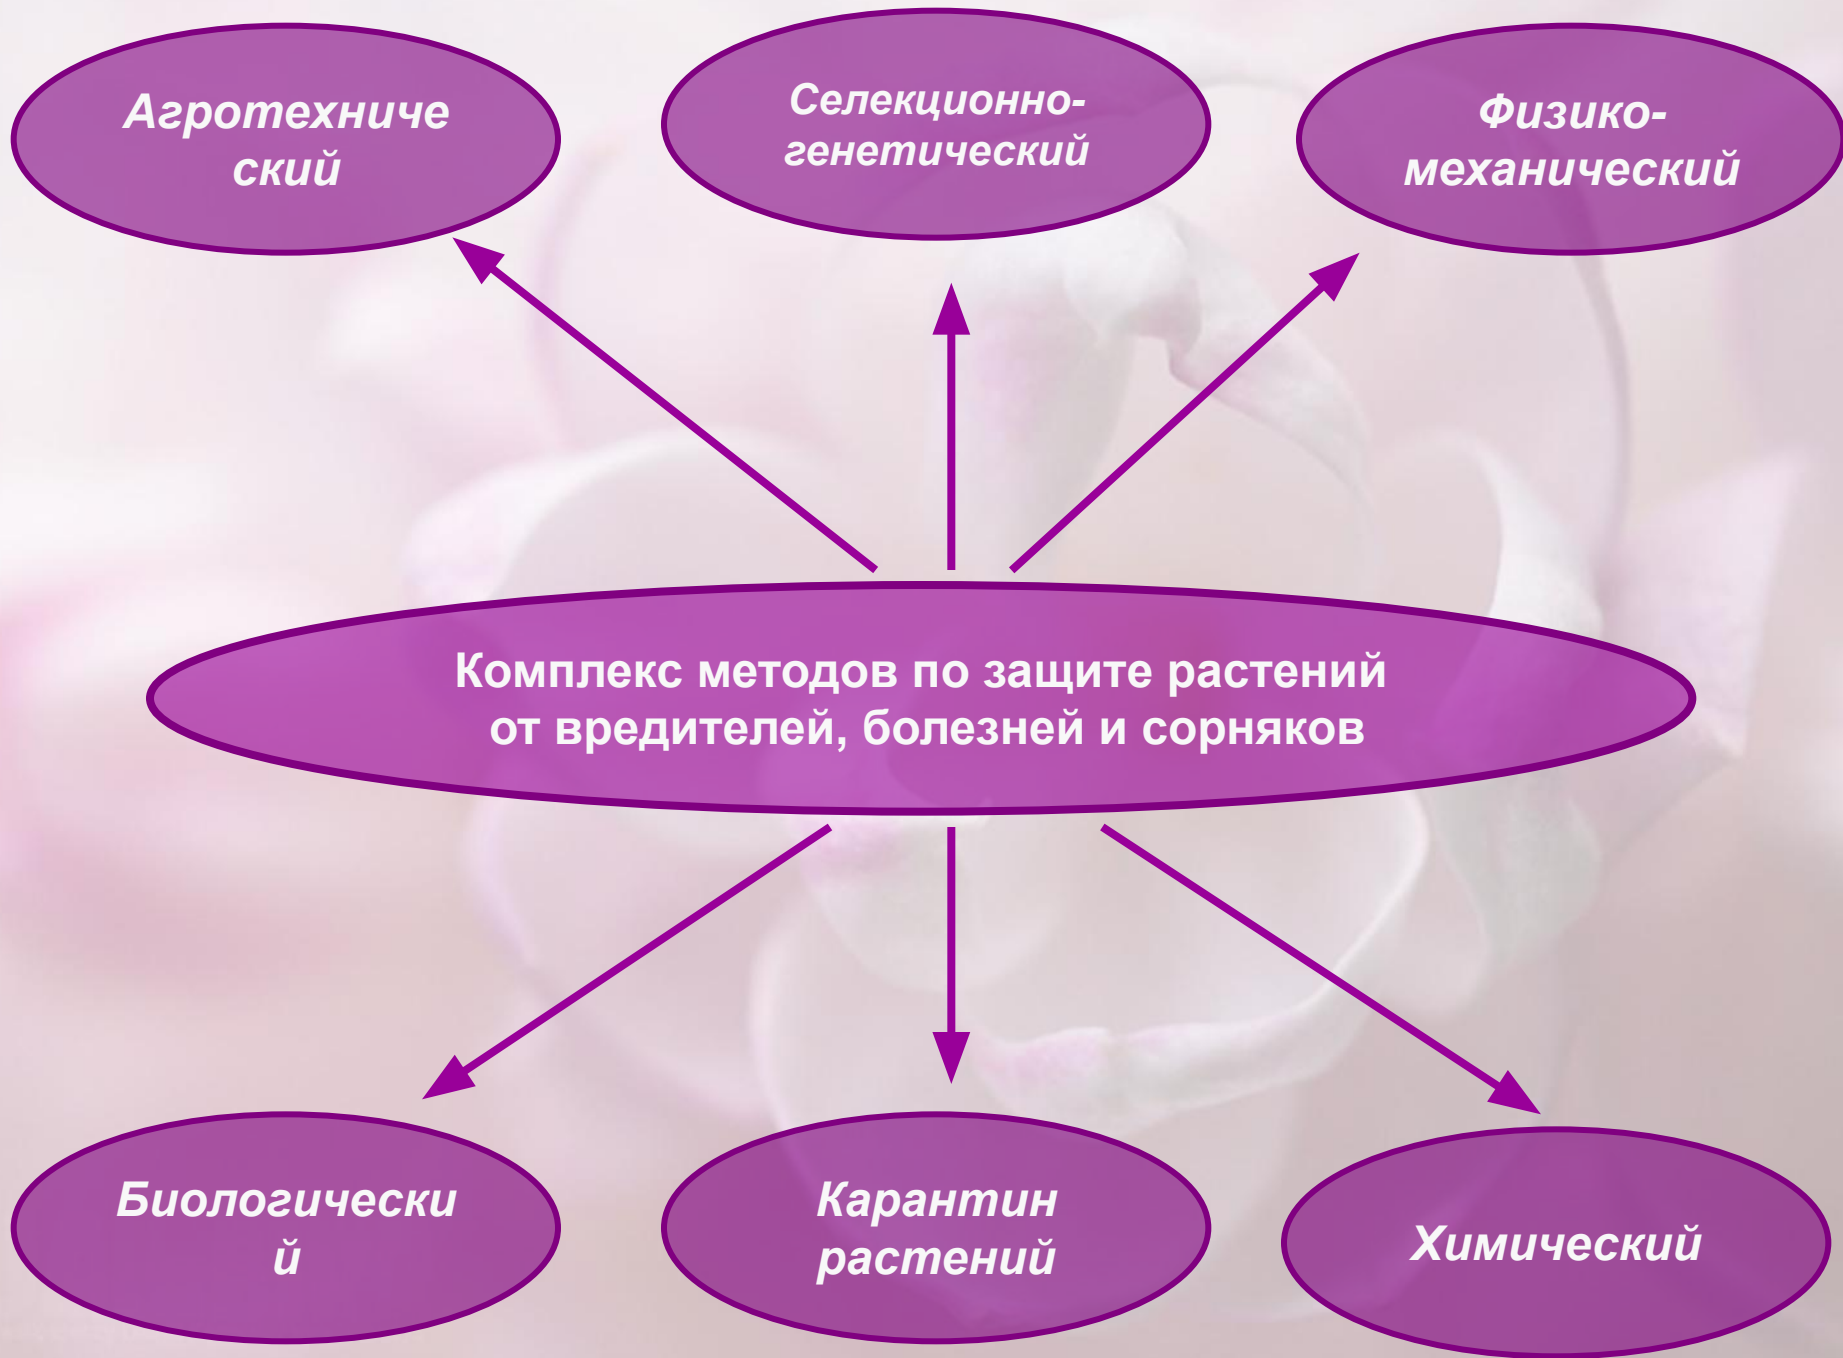 Агротехниче
ский
Селекционно-
генетический
Физико-
механический
Комплекс методов по защите растений
от вредителей, болезней и сорняков
Биологически
й
Карантин
растений
Химический